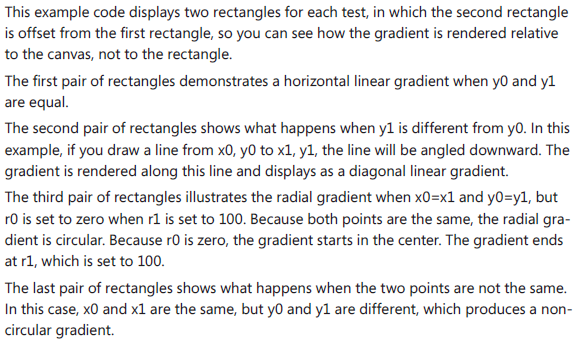 This example code displays two rectangles for each test, in which the second rectangle
is offset from the first rectangle, so you can see how the gradient is rendered relative
to the canvas, not to the rectangle.
The first pair of rectangles demonstrates a horizontal linear gradient when y0 and y1
are equal.
The second pair of rectangles shows what happens when y1 is different from y0. In this
example, if you draw a line from x0, y0 to x1, y1, the line will be angled downward. The
gradient is rendered along this line and displays as a diagonal linear gradient.
The third pair of rectangles illustrates the radial gradient when x0=x1 and y0=y1, but
r0 is set to zero when r1 is set to 100. Because both points are the same, the radial gra-
dient is circular. Because r0 is zero, the gradient starts in the center. The gradient ends
at r1, which is set to 100.
The last pair of rectangles shows what happens when the two points are not the same.
In this case, x0 and x1 are the same, but y0 and y1 are different, which produces a non-
circular gradient.